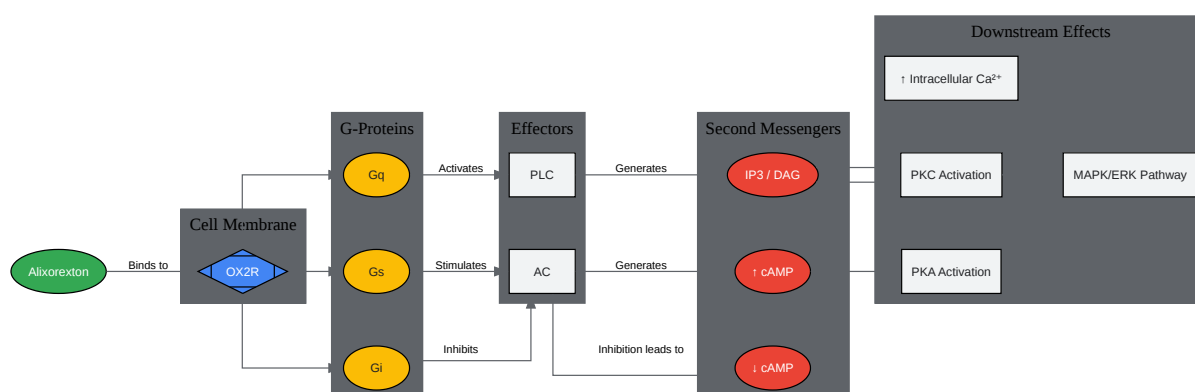 Downstream Effects
↑ Intracellular Ca²⁺
G-Proteins
Effectors
Second Messengers
Gq
Activates
PLC
Generates
IP3 / DAG
PKC Activation
MAPK/ERK Pathway
Cell Membrane
Alixorexton
Binds to
OX2R
Gs
Stimulates
AC
Generates
↑ cAMP
PKA Activation
Inhibits
Inhibition leads to
Gi
↓ cAMP